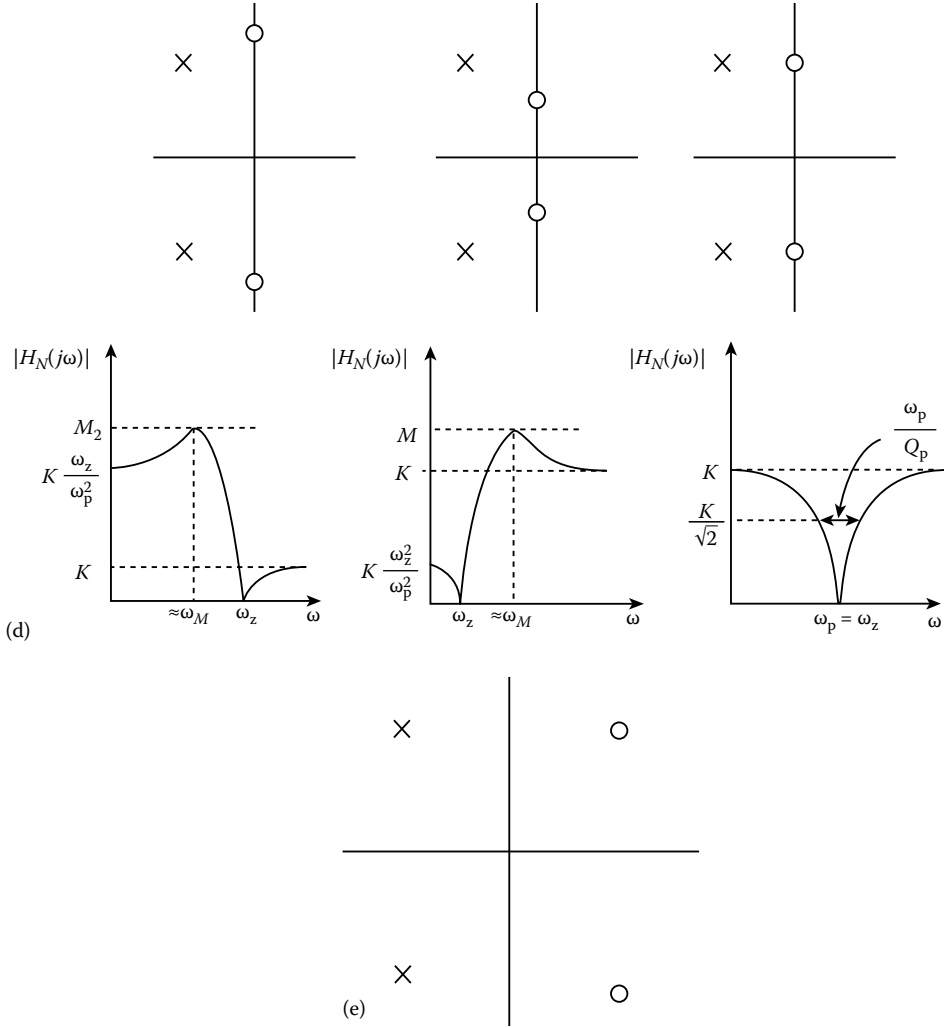 |H_N(jω)|
M_2
K ω_z/ω_p^2
K
≈ω_M
ω_z
ω
|H_N(jω)|
M
K
K ω_z^2/ω_p^2
ω_z
≈ω_M
ω
|H_N(jω)|
ω_p/Q_p
K
K/√2
ω_p = ω_z
ω
(d)
(e)